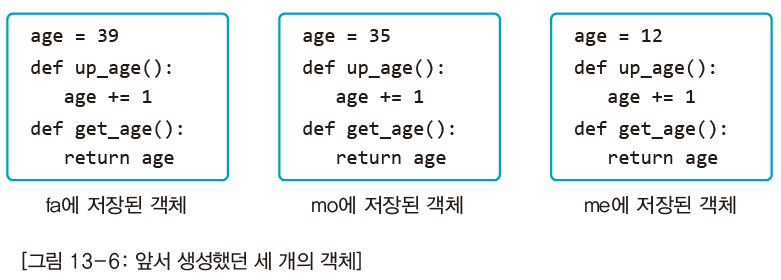 age = 39
def up_age():
    age += 1
def get_age():
    return age
fa에 저장된 객체
age = 35
def up_age():
    age += 1
def get_age():
    return age
mo에 저장된 객체
age = 12
def up_age():
    age += 1
def get_age():
    return age
me에 저장된 객체
[그림 13-6: 앞서 생성했던 세 개의 객체]